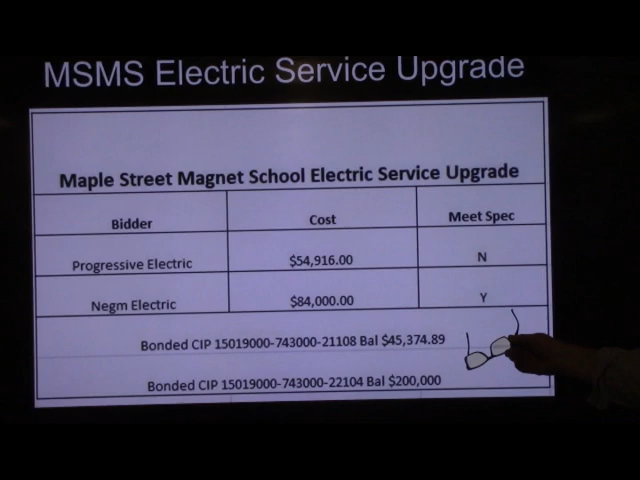 MSMS Electric Service Upgrade
Maple Street Magnet School Electric Service Upgrade
Bidder Cost Meet Spec
Progressive Electric $54,916.00 N
Negm Electric $84,000.00 Y
Bonded CIP 15019000-743000-21108 Bal $45,374.89
Bonded CIP 15019000-743000-22104 Bal $200,000